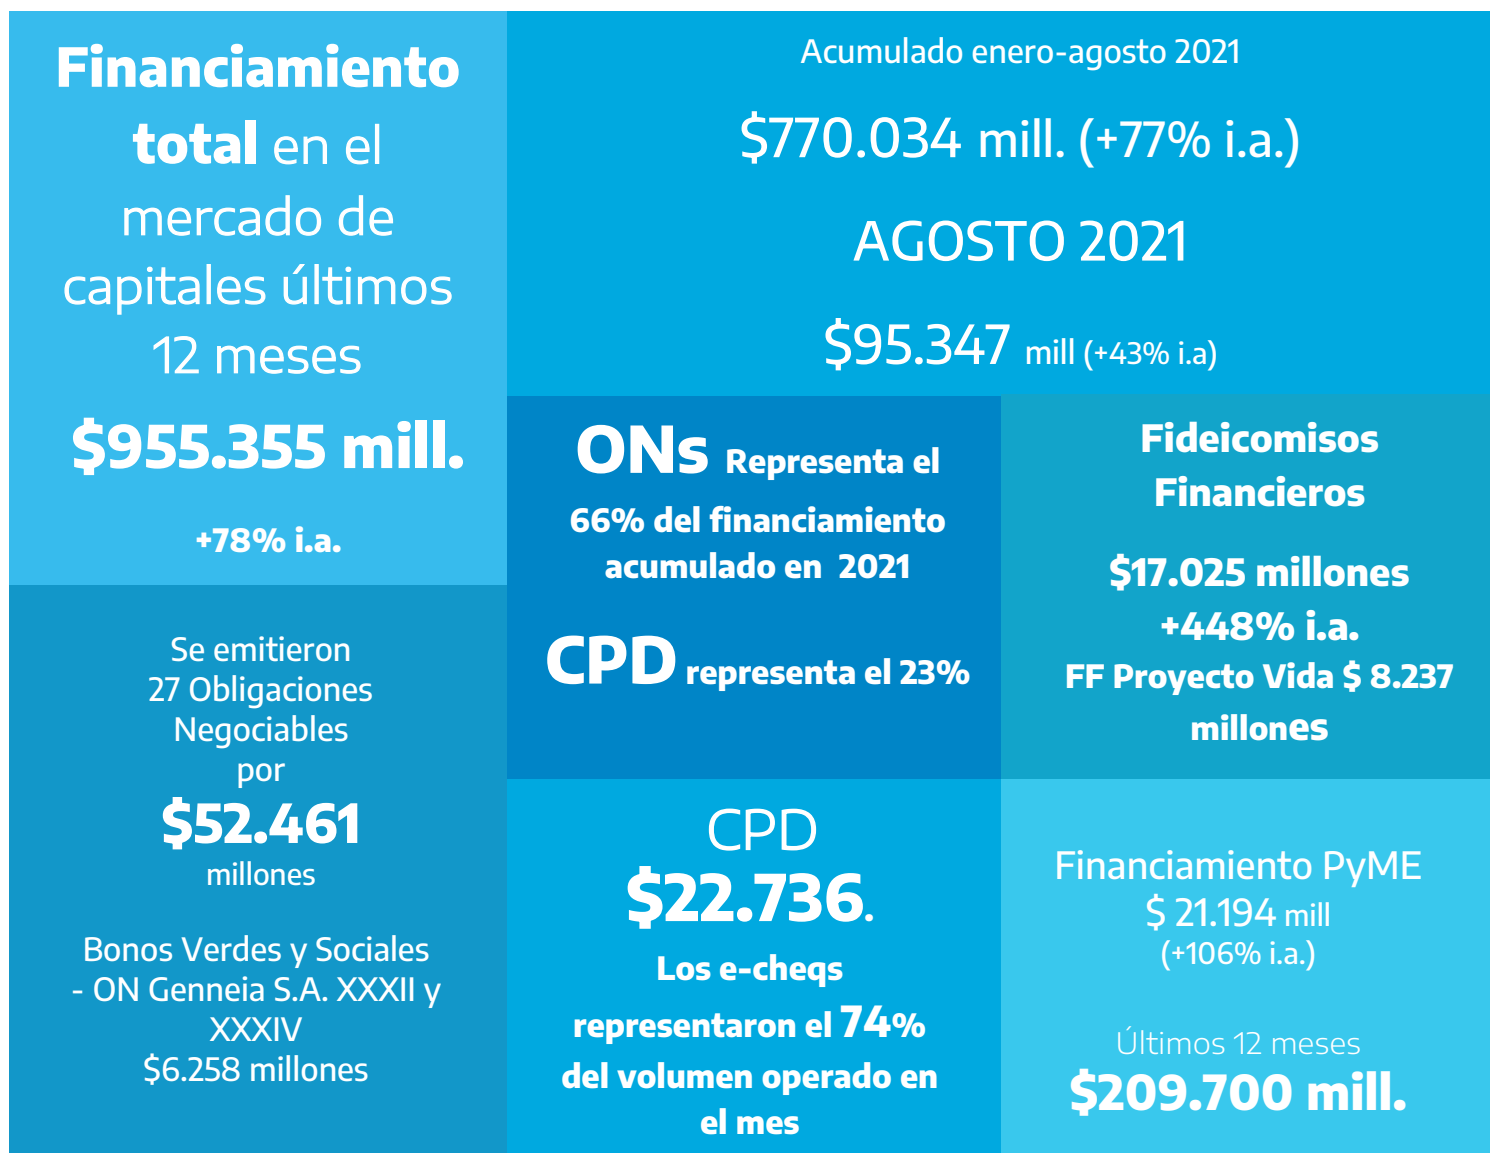 Financiamiento
total en el
mercado de
capitales últimos
12 meses
$955.355 mill.
+78% i.a.
Acumulado enero-agosto 2021
$770.034 mill. (+77% i.a.)
AGOSTO 2021
$95.347 mill (+43% i.a)
ONs Representa el
66% del financiamiento
acumulado en 2021
CPD representa el 23%
Fideicomisos
Financieros
$17.025 millones
+448% i.a.
FF Proyecto Vida $ 8.237
millones
Se emitieron
27 Obligaciones
Negociables
por
$52.461
millones
Bonos Verdes y Sociales
- ON Genneia S.A. XXXII y
XXXIV
$6.258 millones
CPD
$22.736.
Los e-cheqs
representaron el 74%
del volumen operado en
el mes
Financiamiento PyME
$ 21.194 mill
(+106% i.a.)
Últimos 12 meses
$209.700 mill.